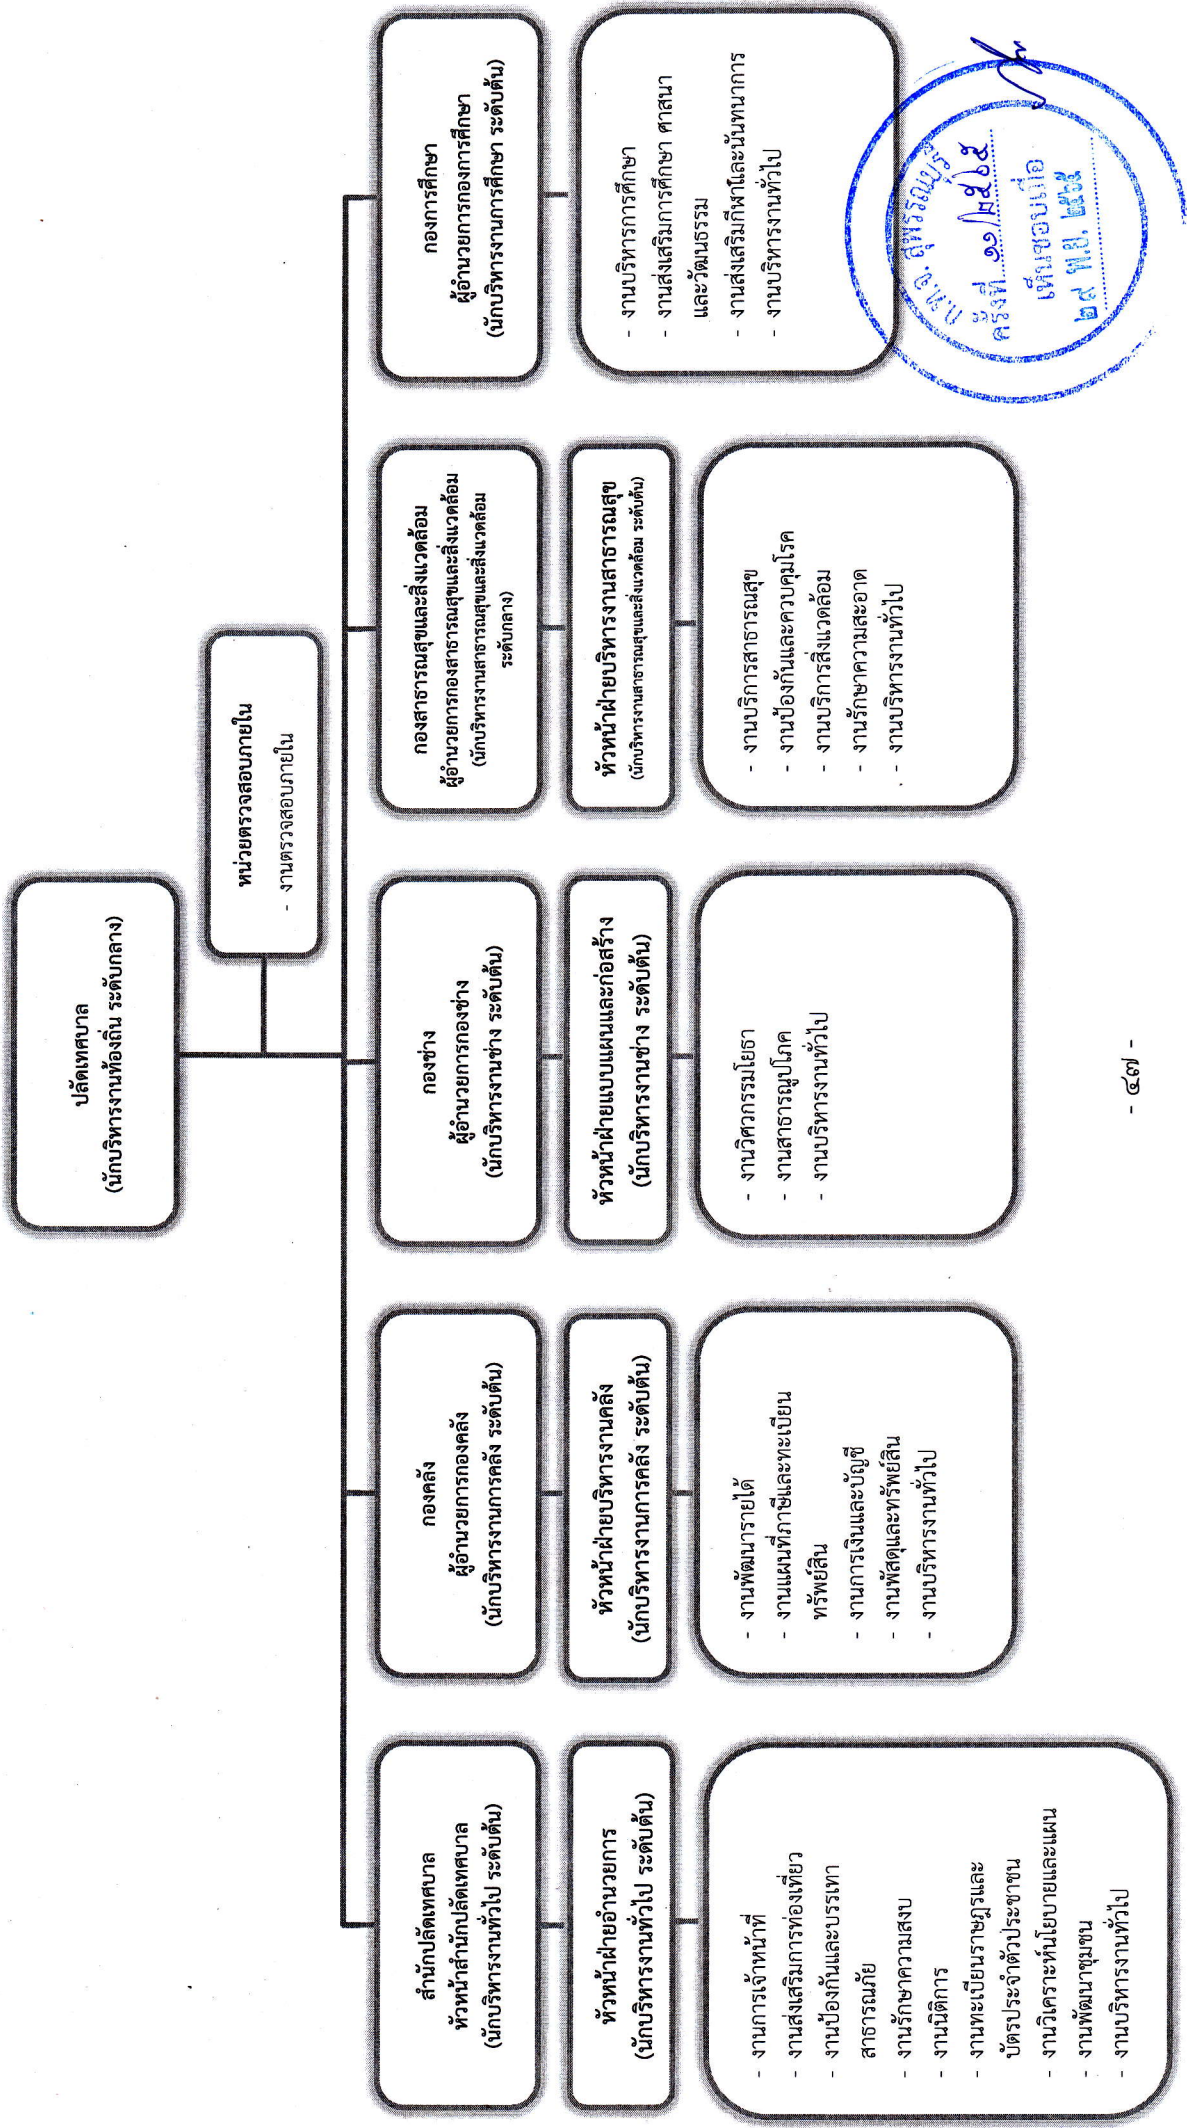 ปลัดเทศบาล
(นักบริหารงานท้องถิ่น ระดับกลาง)
หน่วยตรวจสอบภายใน
- งานตรวจสอบภายใน
สำนักปลัดเทศบาล
หัวหน้าสำนักปลัดเทศบาล
(นักบริหารงานทั่วไป ระดับต้น)
หัวหน้าฝ่ายอำนวยการ
(นักบริหารงานทั่วไป ระดับต้น)
- งานการเจ้าหน้าที่
- งานส่งเสริมการท่องเที่ยว
- งานป้องกันและบรรเทา
สาธารณภัย
- งานรักษาความสงบ
- งานนิติการ
- งานทะเบียนราษฎรและ
บัตรประจำตัวประชาชน
- งานวิเคราะห์นโยบายและแผน
- งานพัฒนาชุมชน
- งานบริหารงานทั่วไป
กองคลัง
ผู้อำนวยการกองคลัง
(นักบริหารงานการคลัง ระดับต้น)
หัวหน้าฝ่ายบริหารงานคลัง
(นักบริหารงานการคลัง ระดับต้น)
- งานพัฒนารายได้
- งานแผนที่ภาษีและทะเบียน
ทรัพย์สิน
- งานการเงินและบัญชี
- งานพัสดุและทรัพย์สิน
- งานบริหารงานทั่วไป
กองช่าง
ผู้อำนวยการกองช่าง
(นักบริหารงานช่าง ระดับต้น)
หัวหน้าฝ่ายแบบแผนและก่อสร้าง
(นักบริหารงานช่าง ระดับต้น)
- งานวิศวกรรมโยธา
- งานสาธารณูปโภค
- งานบริหารงานทั่วไป
กองสาธารณสุขและสิ่งแวดล้อม
ผู้อำนวยการกองสาธารณสุขและสิ่งแวดล้อม
(นักบริหารงานสาธารณสุขและสิ่งแวดล้อม
ระดับกลาง)
หัวหน้าฝ่ายบริหารงานสาธารณสุข
(นักบริหารงานสาธารณสุขและสิ่งแวดล้อม ระดับต้น)
- งานบริการสาธารณสุข
- งานป้องกันและควบคุมโรค
- งานบริการสิ่งแวดล้อม
- งานรักษาความสะอาด
- งานบริหารงานทั่วไป
กองการศึกษา
ผู้อำนวยการกองการศึกษา
(นักบริหารงานการศึกษา ระดับต้น)
- งานบริหารการศึกษา
- งานส่งเสริมการศึกษา ศาสนา
และวัฒนธรรม
- งานส่งเสริมกีฬาและนันทนาการ
- งานบริหารงานทั่วไป
ก.ท.จ. สุพรรณบุรี
ครั้งที่ ๑๑/๒๕๖๕
เห็นชอบเมื่อ
๒๙ พ.ย. ๒๕๖๕
- ๔๗ -